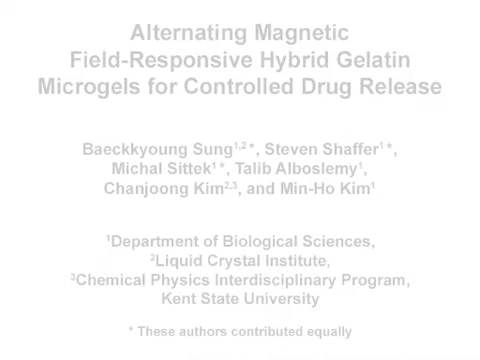 Alternating Magnetic
Field-Responsive Hybrid Gelatin
Microgels for Controlled Drug Release
Baeckkyoung Sung¹,²*, Steven Shaffer¹*,
Michal Sittek¹*, Talib Alboslemy¹,
Chanjoong Kim²,³, and Min-Ho Kim¹
¹Department of Biological Sciences,
²Liquid Crystal Institute,
³Chemical Physics Interdisciplinary Program,
Kent State University
* These authors contributed equally